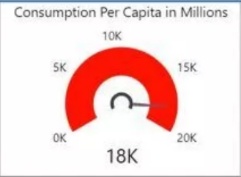 Consumption Per Capita in Millions
10K
5K 15K
0K 20K
18K